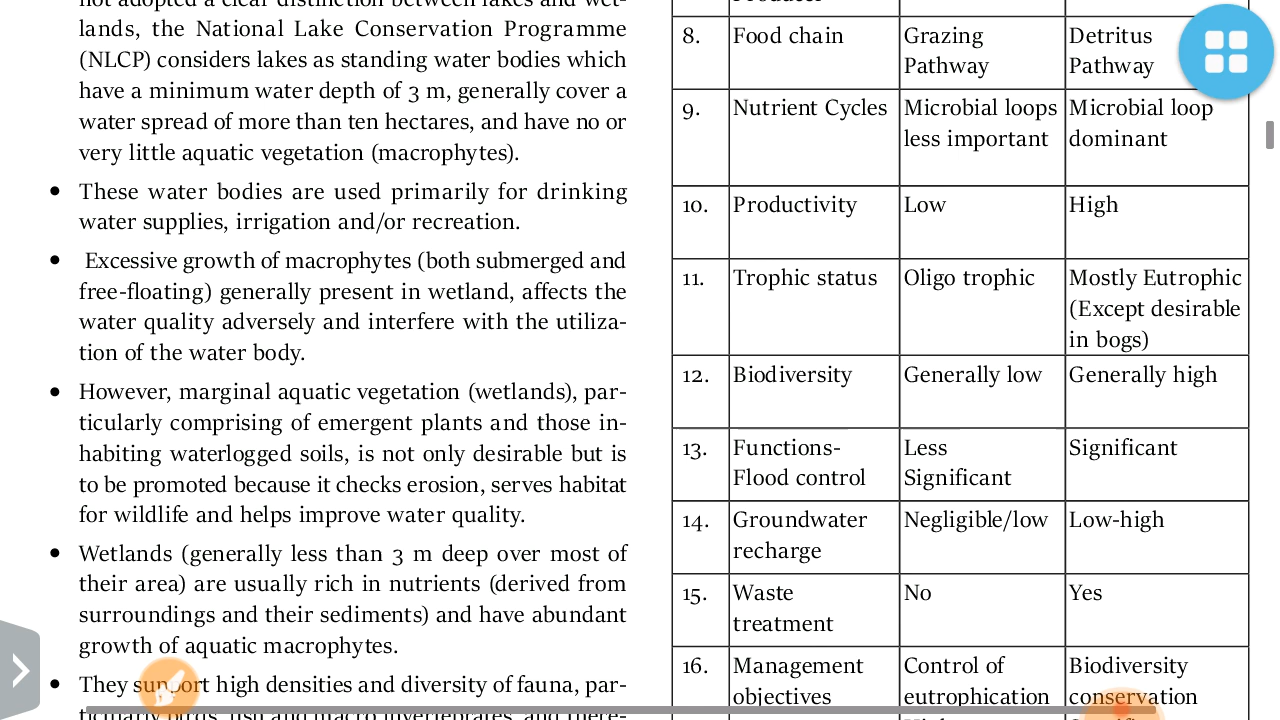 not adopted a clear distinction between lakes and wet-
lands, the National Lake Conservation Programme
(NLCP) considers lakes as standing water bodies which
have a minimum water depth of 3 m, generally cover a
water spread of more than ten hectares, and have no or
very little aquatic vegetation (macrophytes).
• These water bodies are used primarily for drinking
water supplies, irrigation and/or recreation.
• Excessive growth of macrophytes (both submerged and
free-floating) generally present in wetland, affects the
water quality adversely and interfere with the utiliza-
tion of the water body.
• However, marginal aquatic vegetation (wetlands), par-
ticularly comprising of emergent plants and those in-
habiting waterlogged soils, is not only desirable but is
to be promoted because it checks erosion, serves habitat
for wildlife and helps improve water quality.
• Wetlands (generally less than 3 m deep over most of
their area) are usually rich in nutrients (derived from
surroundings and their sediments) and have abundant
growth of aquatic macrophytes.
• They support high densities and diversity of fauna, par-
ticularly birds, fish and macro invertebrates, and there-
Producer
8. Food chain Grazing Detritus
Pathway Pathway
9. Nutrient Cycles Microbial loops Microbial loop
less important dominant
10. Productivity Low High
11. Trophic status Oligo trophic Mostly Eutrophic
(Except desirable
in bogs)
12. Biodiversity Generally low Generally high
13. Functions- Less Significant
Flood control Significant
14. Groundwater Negligible/low Low-high
recharge
15. Waste No Yes
treatment
16. Management Control of Biodiversity
objectives eutrophication conservation